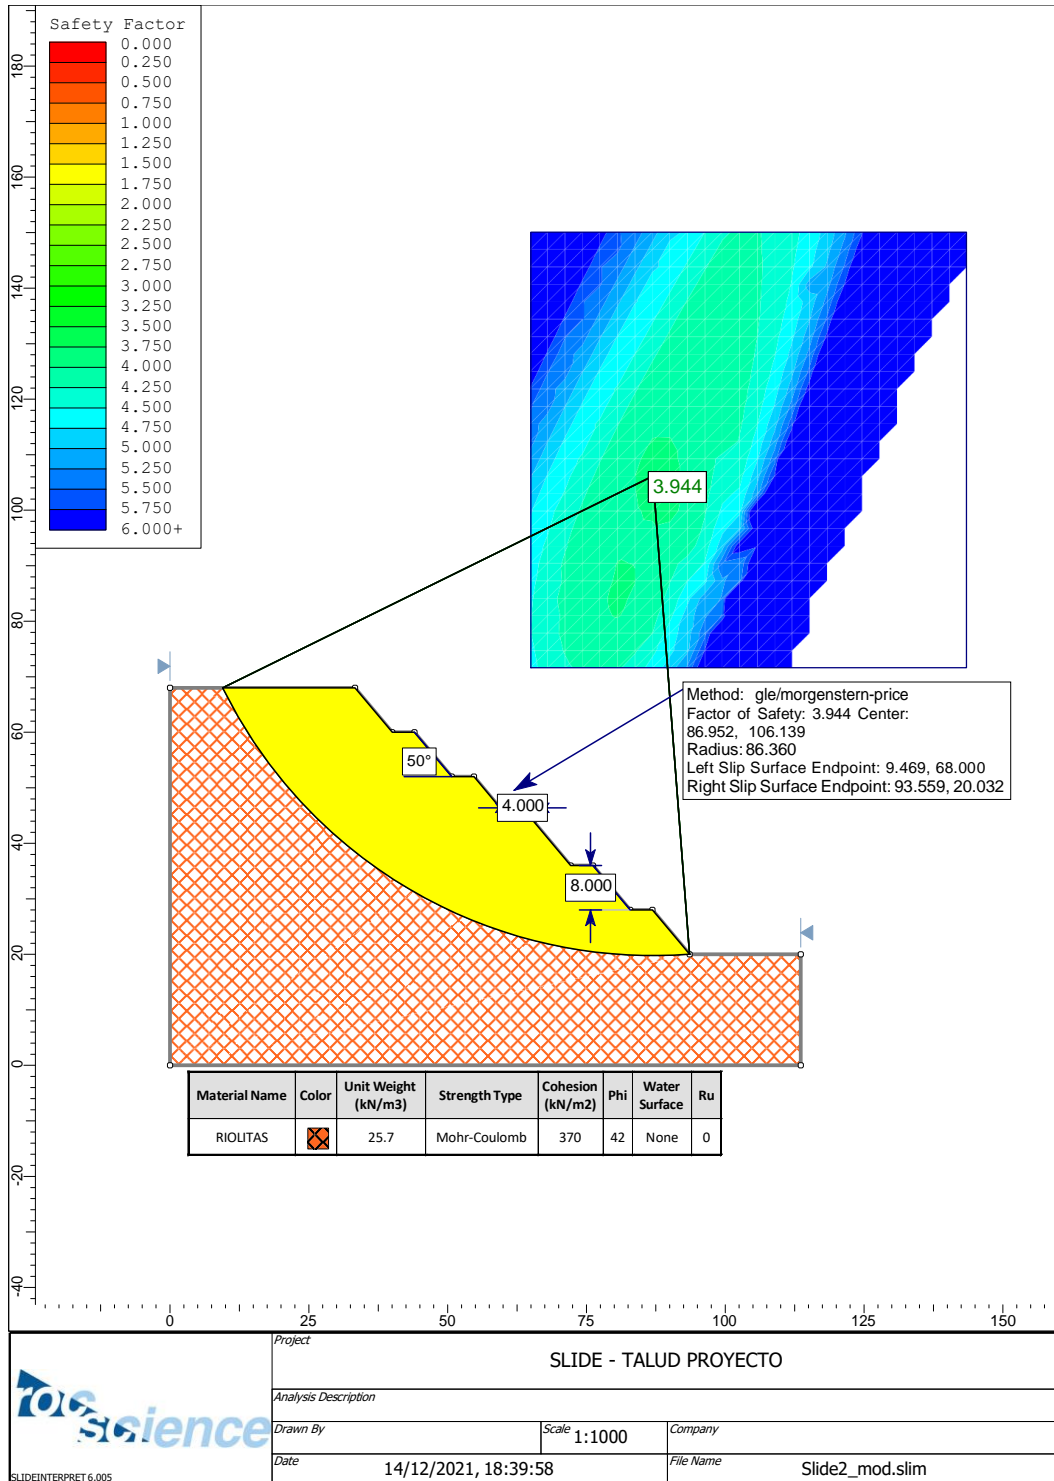 Safety Factor
0.000
0.250
0.500
0.750
1.000
1.250
1.500
1.750
2.000
2.250
2.500
2.750
3.000
3.250
3.500
3.750
4.000
4.250
4.500
4.750
5.000
5.250
5.500
5.750
6.000+
180
160
140
120
100
80
60
40
20
0
-20
-40
3.944
Method: gle/morgenstern-price
Factor of Safety: 3.944 Center:
86.952, 106.139
Radius: 86.360
Left Slip Surface Endpoint: 9.469, 68.000
Right Slip Surface Endpoint: 93.559, 20.032
50°
4.000
8.000
Material Name Color Unit Weight (kN/m3) Strength Type Cohesion (kN/m2) Phi Water Surface Ru
RIOLITAS 25.7 Mohr-Coulomb 370 42 None 0
0 25 50 75 100 125 150
rocscience
SLIDEINTERPRET 6.005
Project
SLIDE - TALUD PROYECTO
Analysis Description
Drawn By
Scale 1:1000
Company
Date 14/12/2021, 18:39:58
File Name Slide2_mod.slim